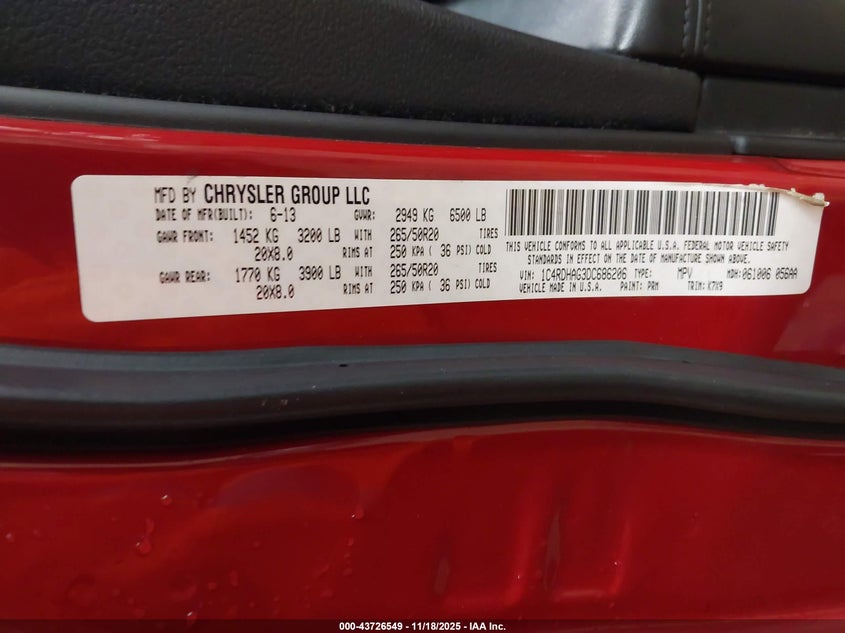 MFD BY CHRYSLER GROUP LLC
DATE OF MFR(BUILT): 6-13 GVWR: 2949 KG 6500 LB
GAWR FRONT: 1452 KG 3200 LB WITH 265/50R20 TIRES
20X8.0 RIMS AT 250 KPA ( 36 PSI) COLD
GAWR REAR: 1770 KG 3900 LB WITH 265/50R20 TIRES
20X8.0 RIMS AT 250 KPA ( 36 PSI) COLD
THIS VEHICLE CONFORMS TO ALL APPLICABLE U.S.A. FEDERAL MOTOR VEHICLE SAFETY
STANDARDS IN EFFECT ON THE DATE OF MANUFACTURE SHOWN ABOVE.
VIN: 1C4RDHAG3DC686206 TYPE: MPV MDH: 061006 056AA
VEHICLE MADE IN U.S.A. PAINT: PRM TRIM: K7X9
000-43726549 - 11/18/2025 - IAA Inc.